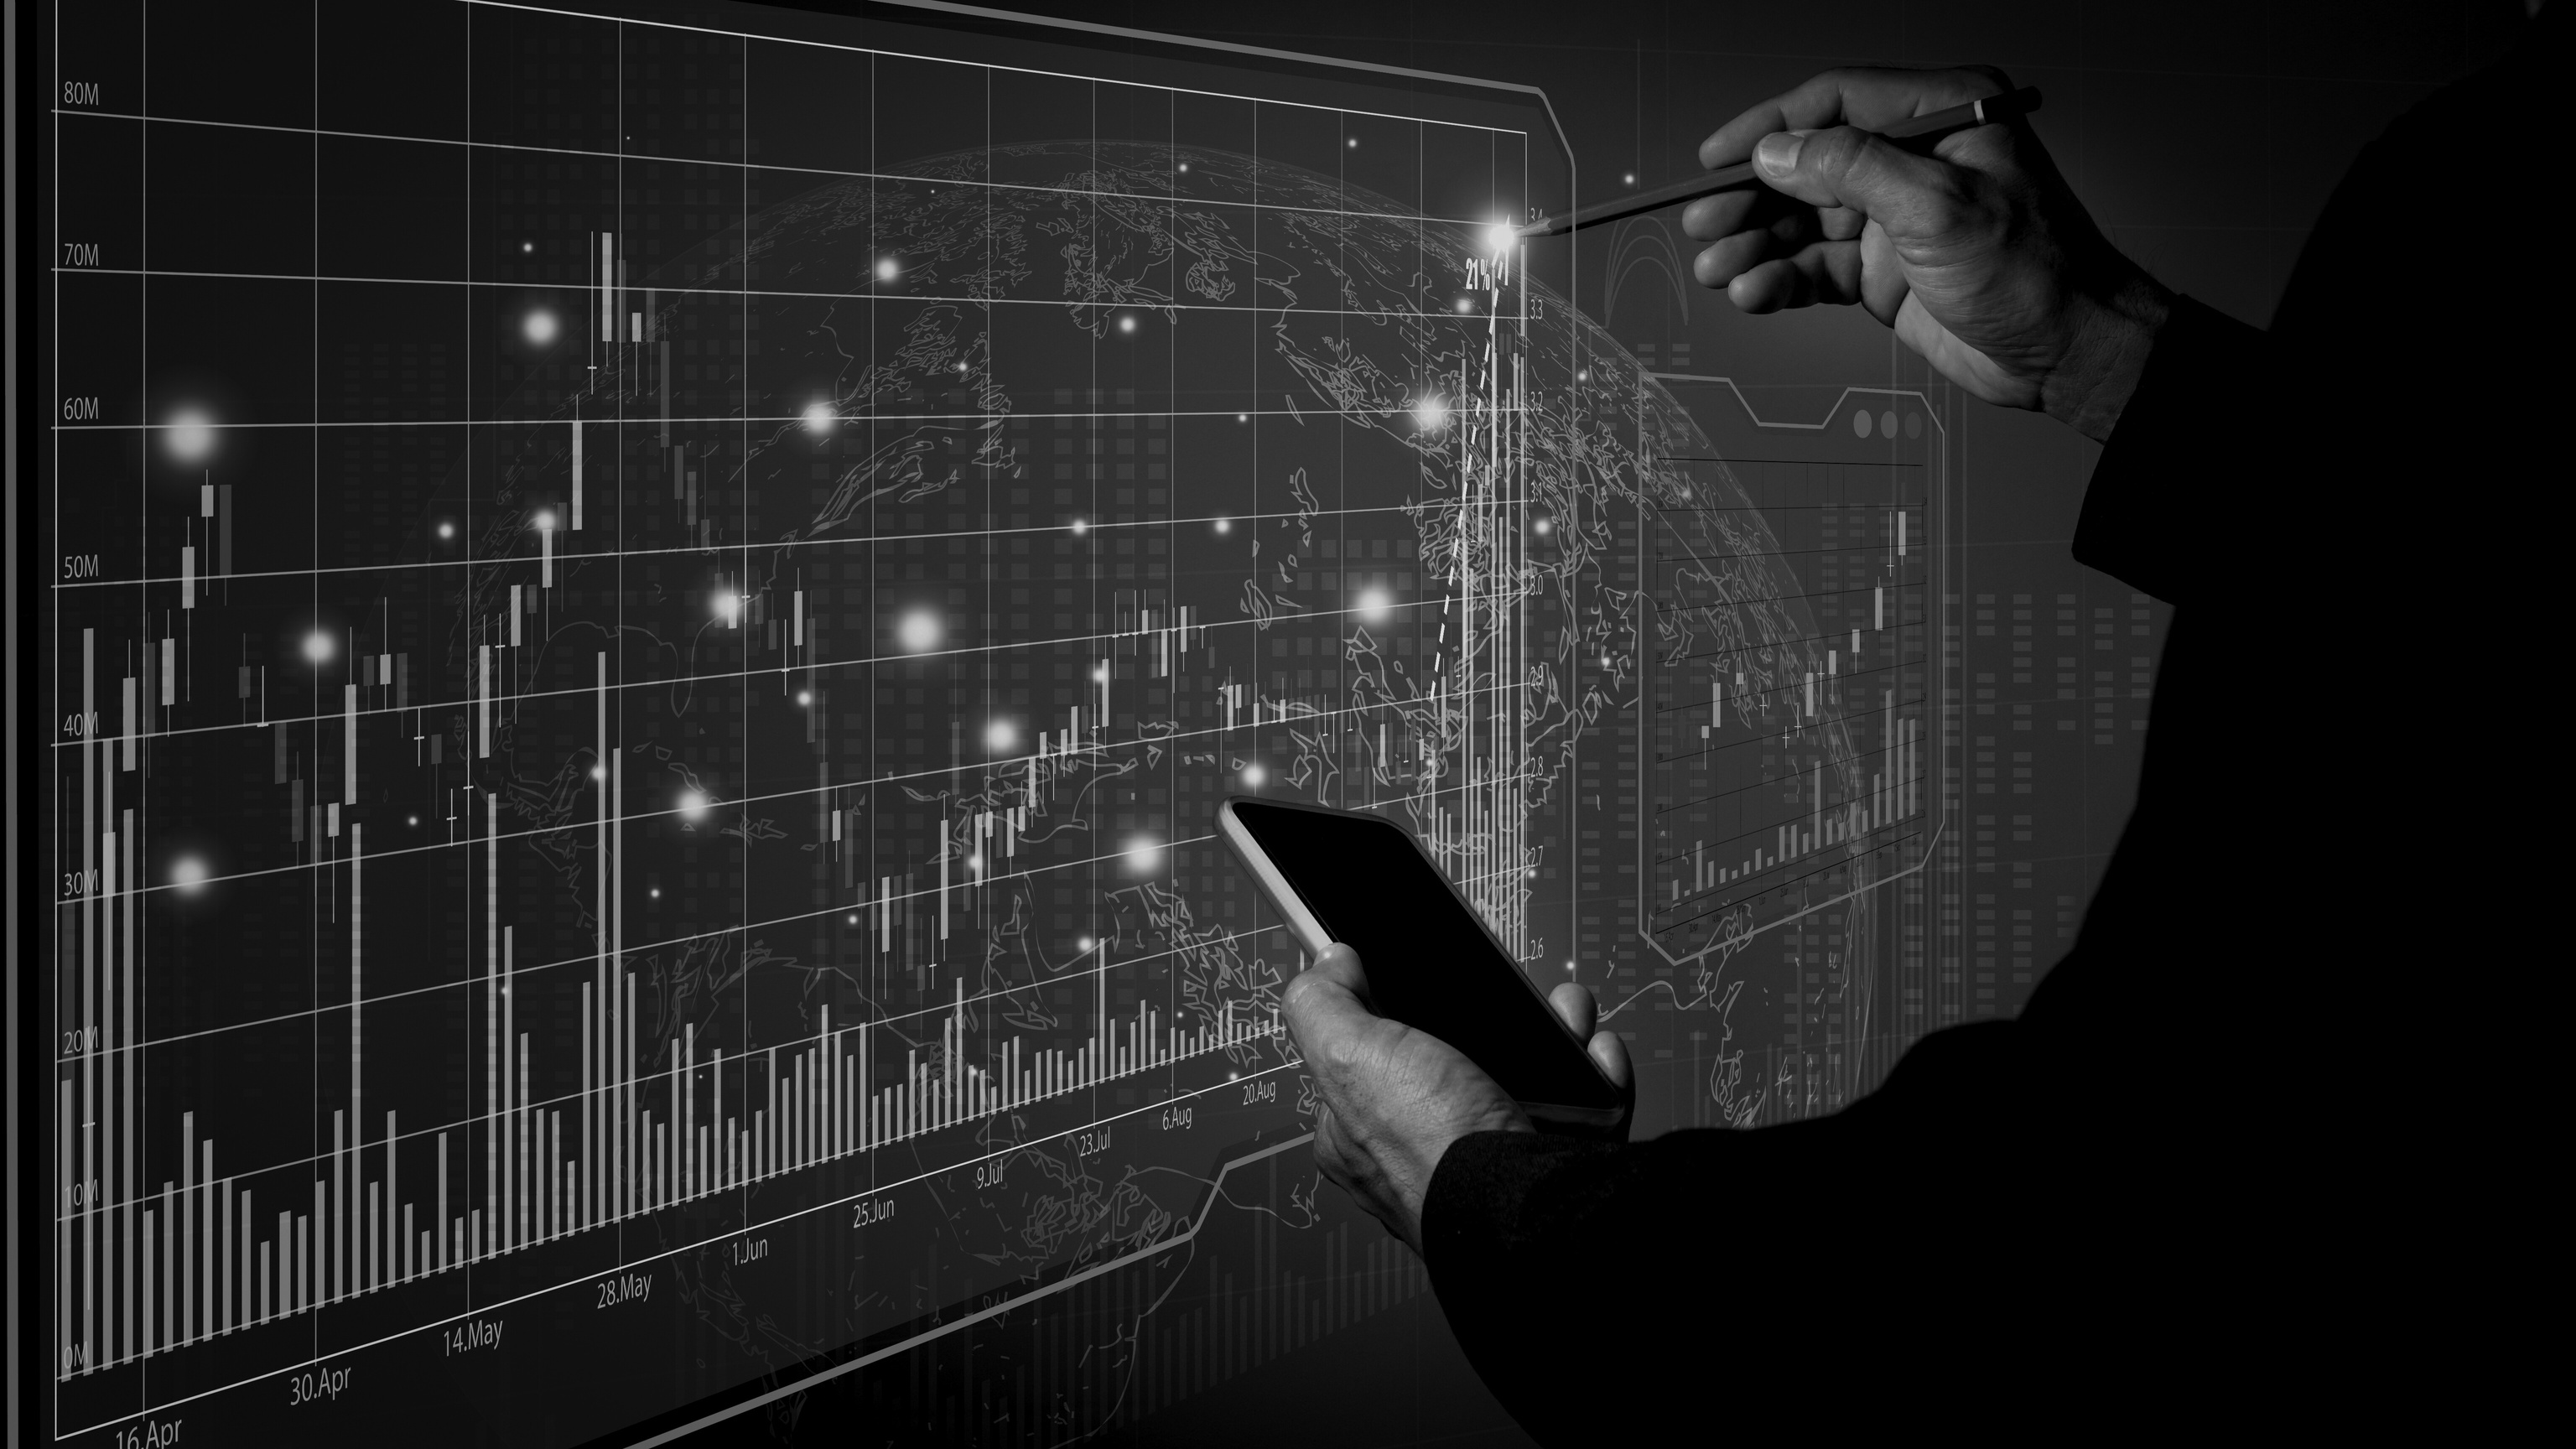 80M
70M
60M
50M
40M
30M
20M
10M
0M
16.Apr
30.Apr
14.May
28.May
1.Jun
25.Jun
9.Jul
23.Jul
6.Aug
20.Aug
21%
3.4
3.3
3.2
3.1
3.0
2.9
2.8
2.7
2.6